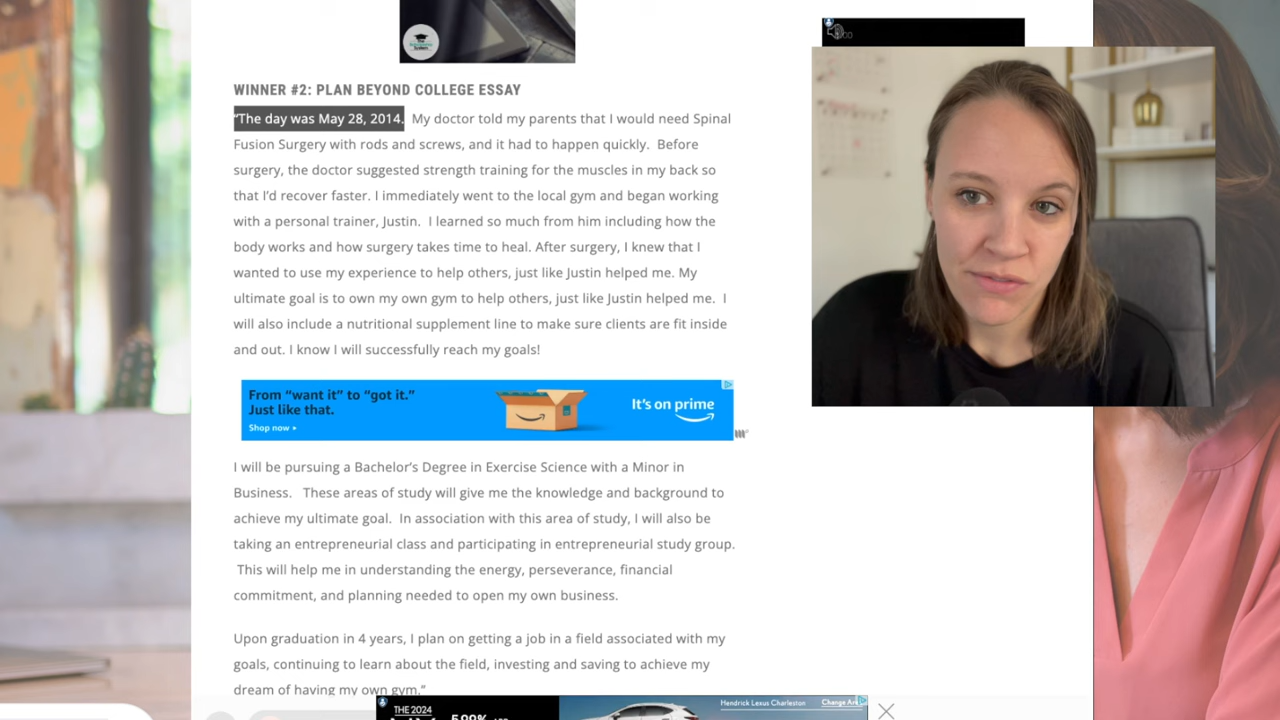 WINNER #2: PLAN BEYOND COLLEGE ESSAY
“The day was May 28, 2014. My doctor told my parents that I would need Spinal
Fusion Surgery with rods and screws, and it had to happen quickly. Before
surgery, the doctor suggested strength training for the muscles in my back so
that I’d recover faster. I immediately went to the local gym and began working
with a personal trainer, Justin. I learned so much from him including how the
body works and how surgery takes time to heal. After surgery, I knew that I
wanted to use my experience to help others, just like Justin helped me. My
ultimate goal is to own my own gym to help others, just like Justin helped me. I
will also include a nutritional supplement line to make sure clients are fit inside
and out. I know I will successfully reach my goals!
From “want it” to “got it.”
Just like that.
Shop now
It's on prime
I will be pursuing a Bachelor’s Degree in Exercise Science with a Minor in
Business. These areas of study will give me the knowledge and background to
achieve my ultimate goal. In association with this area of study, I will also be
taking an entrepreneurial class and participating in entrepreneurial study group.
This will help me in understanding the energy, perseverance, financial
commitment, and planning needed to open my own business.
Upon graduation in 4 years, I plan on getting a job in a field associated with my
goals, continuing to learn about the field, investing and saving to achieve my
dream of having my own gym.”
THE 2024
Hendrick Lexus Charleston